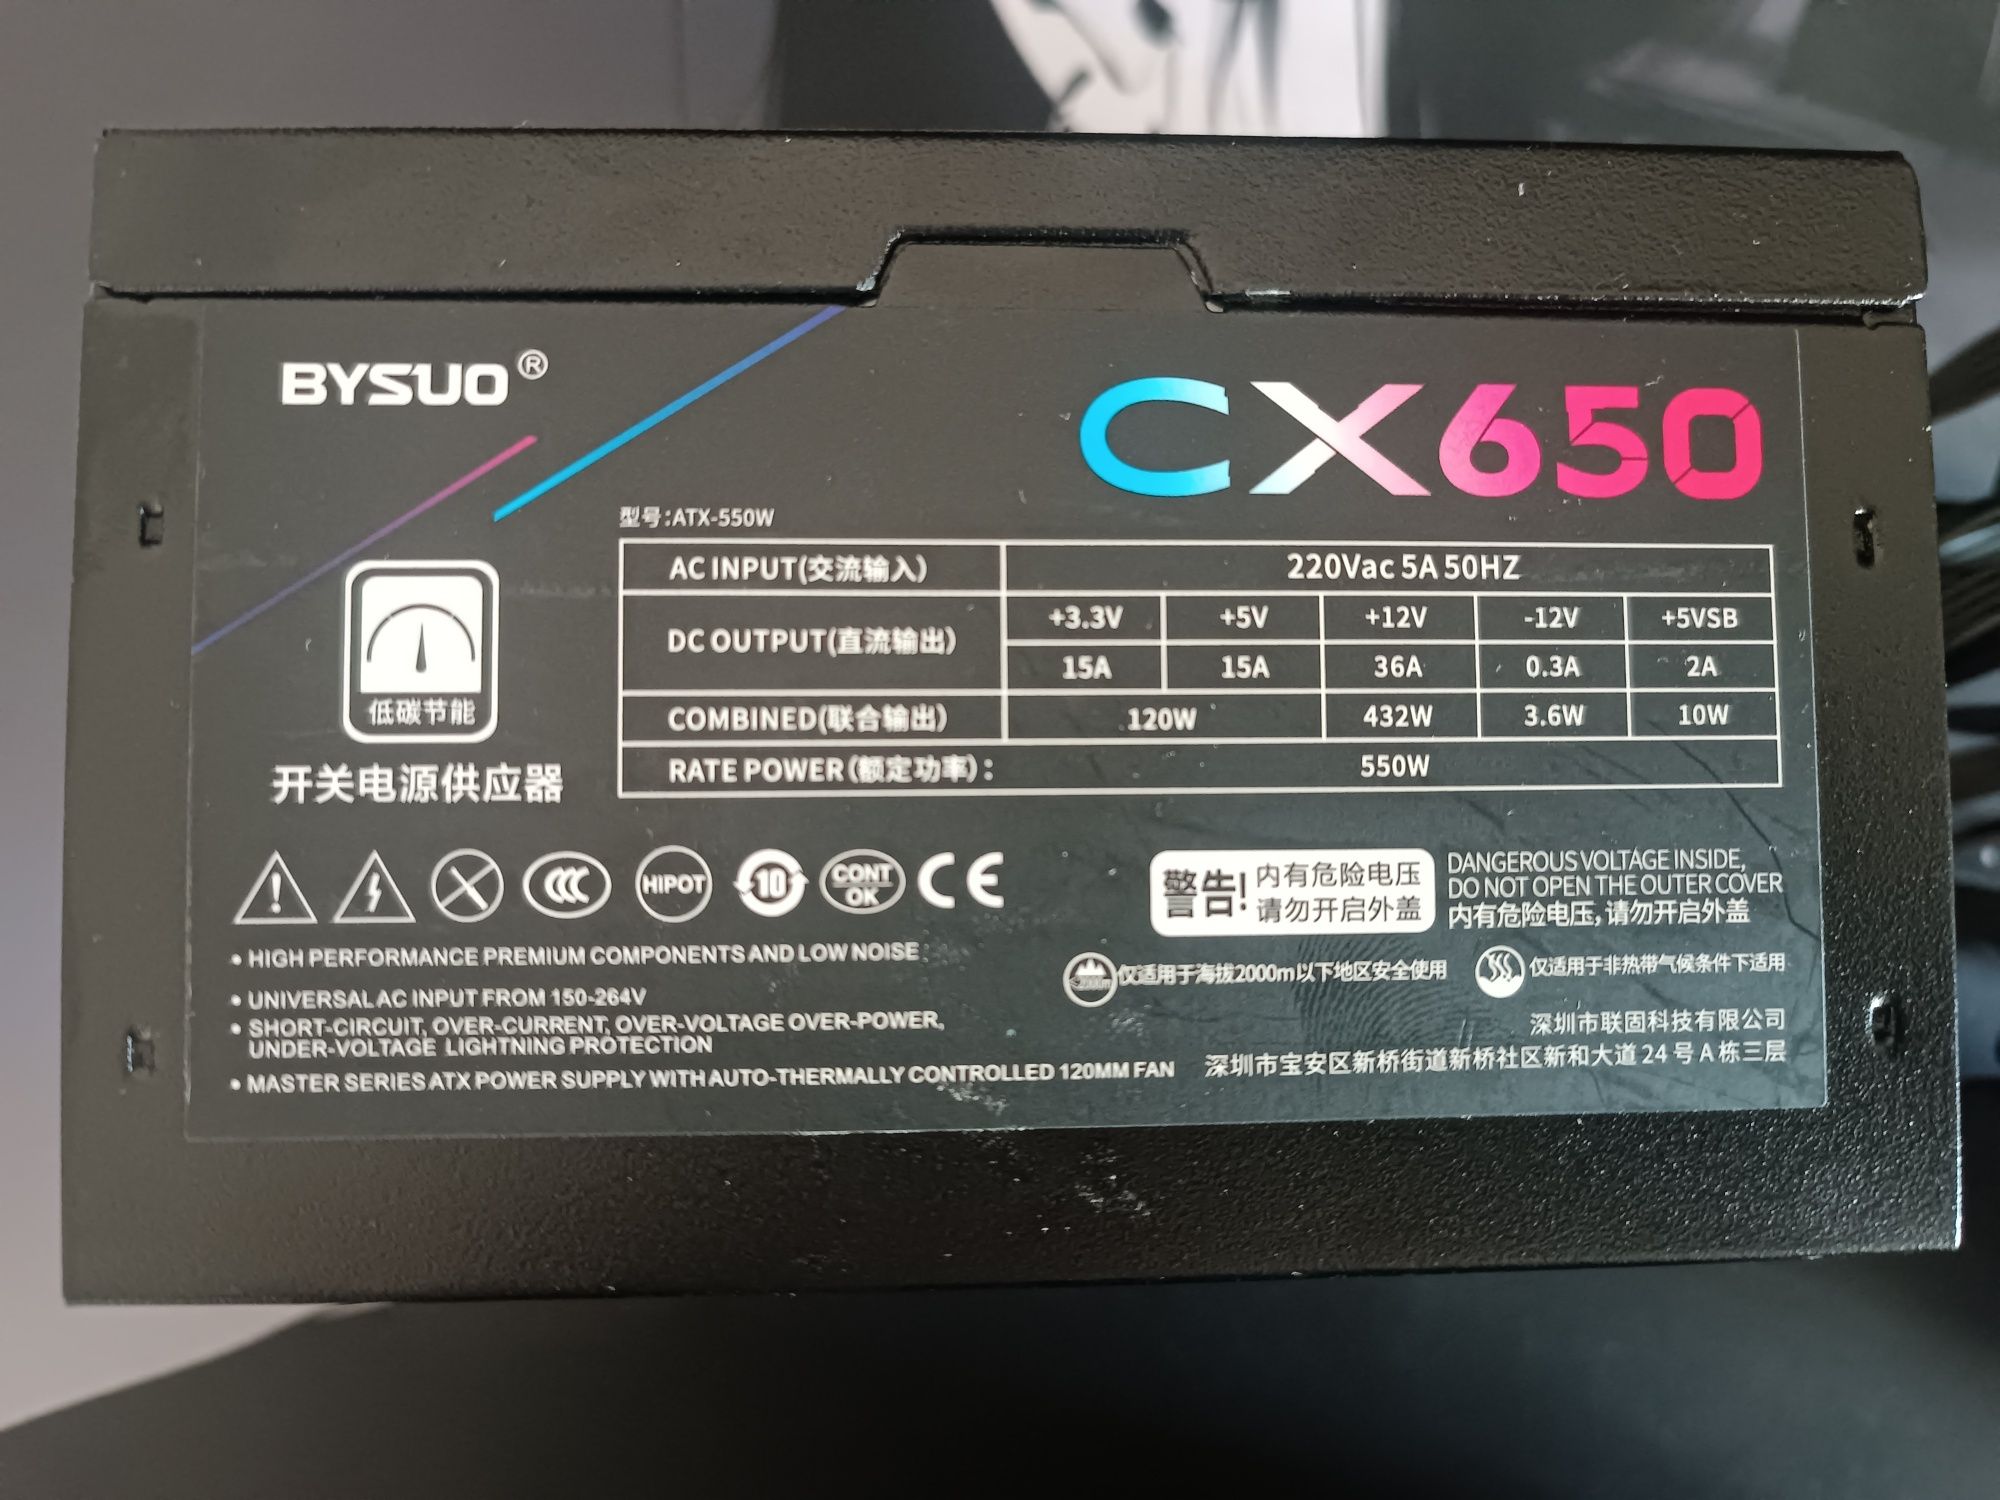 BYSUO®
CX650
型号:ATX-550W
AC INPUT(交流输入) 220Vac 5A 50HZ
DC OUTPUT(直流输出) +3.3V +5V +12V -12V +5VSB
15A 15A 36A 0.3A 2A
COMBINED(联合输出) 120W 432W 3.6W 10W
RATE POWER(额定功率): 550W
低碳节能
开关电源供应器
CCC HIPOT 10 CONT OK CE
警告! 内有危险电压
请勿开启外盖
DANGEROUS VOLTAGE INSIDE,
DO NOT OPEN THE OUTER COVER
内有危险电压,请勿开启外盖
• HIGH PERFORMANCE PREMIUM COMPONENTS AND LOW NOISE
• UNIVERSAL AC INPUT FROM 150-264V
• SHORT-CIRCUIT, OVER-CURRENT, OVER-VOLTAGE OVER-POWER,
UNDER-VOLTAGE LIGHTNING PROTECTION
• MASTER SERIES ATX POWER SUPPLY WITH AUTO-THERMALLY CONTROLLED 120MM FAN
仅适用于海拔2000m以下地区安全使用
仅适用于非热带气候条件下适用
深圳市联固科技有限公司
深圳市宝安区新桥街道新桥社区新和大道24号A栋三层